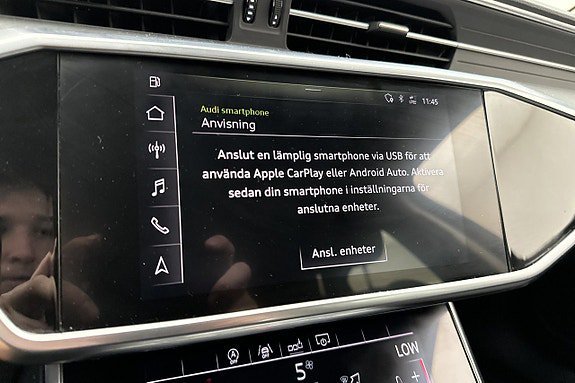 11:45
Audi smartphone
Anvisning
Anslut en lämplig smartphone via USB för att
använda Apple CarPlay eller Android Auto. Aktivera
sedan din smartphone i inställningarna för
anslutna enheter.
Ansl. enheter
LOW
5